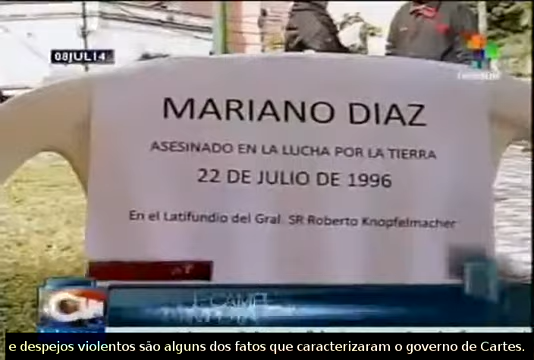 08JUL14
MARIANO DIAZ
ASESINADO EN LA LUCHA POR LA TIERRA
22 DE JULIO DE 1996
En el Latifundio del Gral. SR Roberto Knopfelmacher
e despejos violentos são alguns dos fatos que caracterizaram o governo de Cartes.